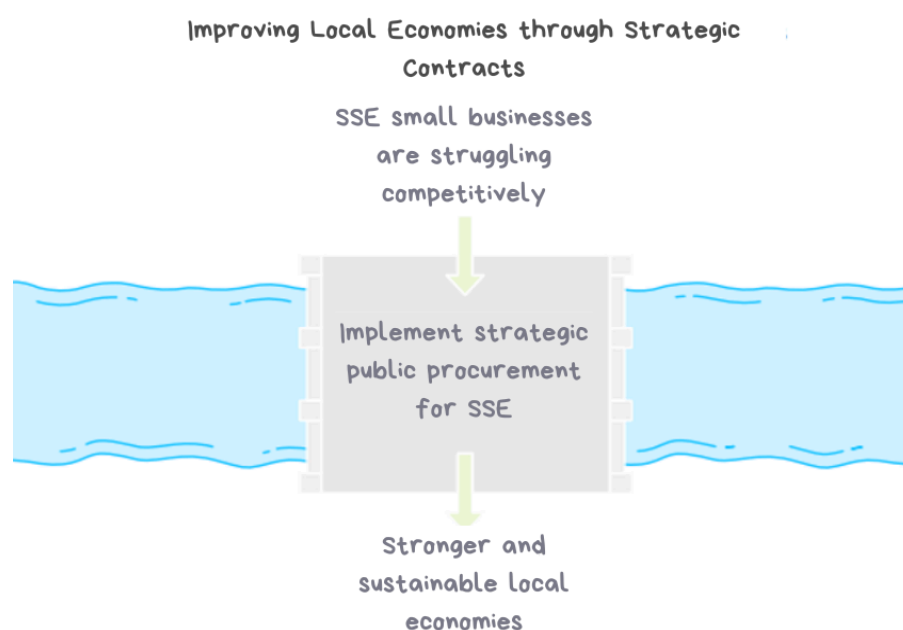 Improving Local Economies through Strategic
Contracts
SSE small businesses
are struggling
competitively
Implement strategic
public procurement
for SSE
Stronger and
sustainable local
economies